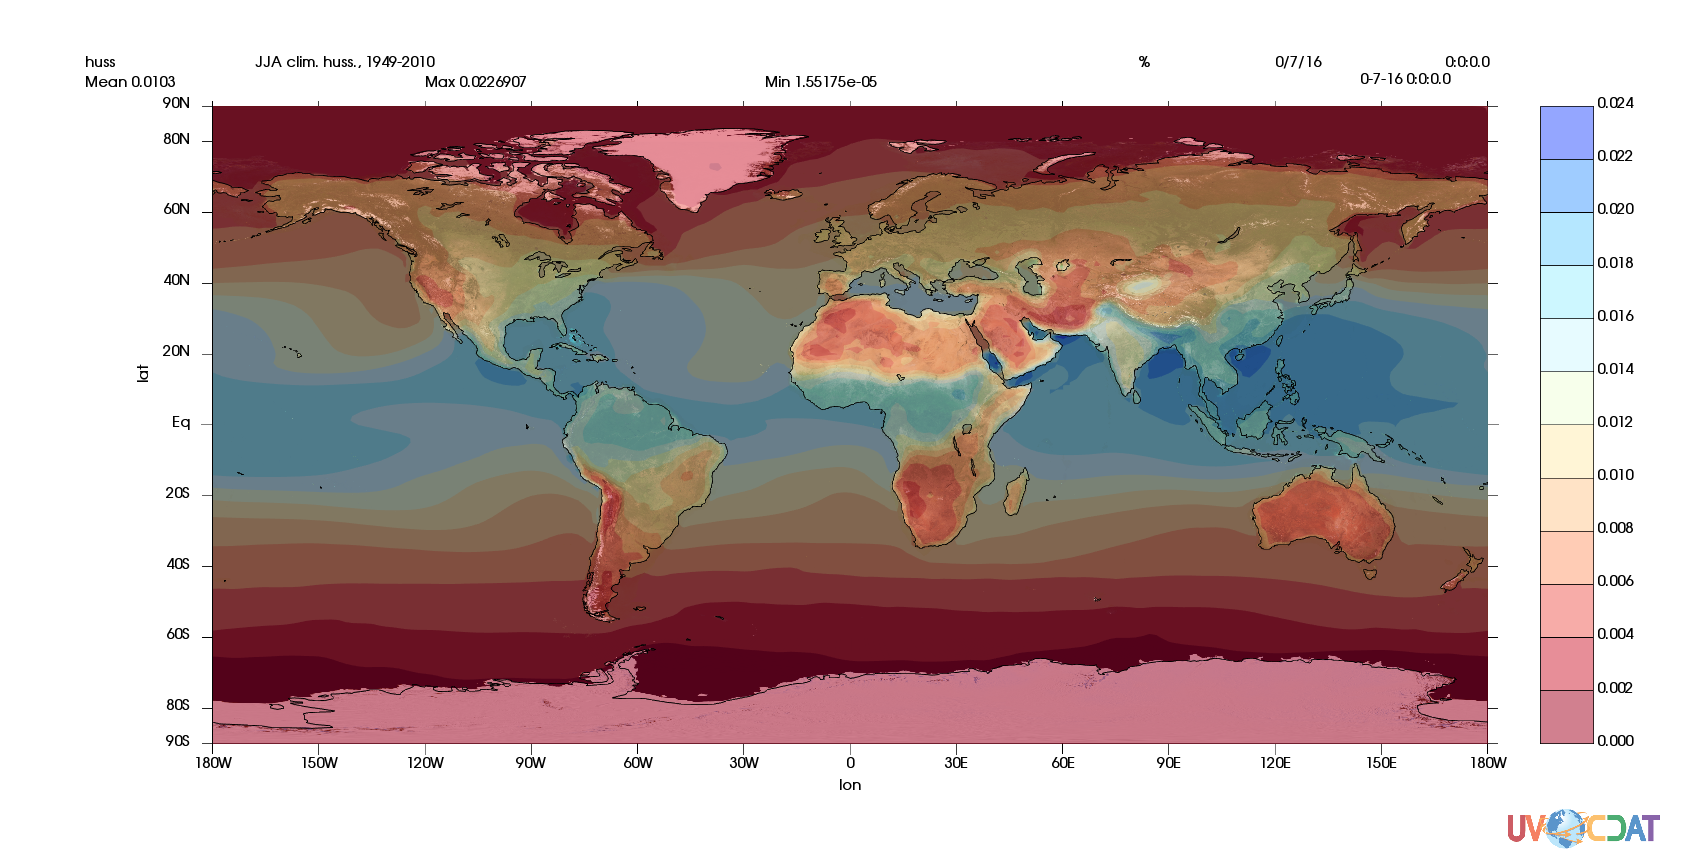 huss JJA clim. huss., 1949-2010 % 0/7/16 0:0:0.0
Mean 0.0103 Max 0.0226907 Min 1.55175e-05 0-7-16 0:0:0.0
90N
80N
60N
40N
20N
Eq
20S
40S
60S
80S
90S
lat
180W 150W 120W 90W 60W 30W 0 30E 60E 90E 120E 150E 180W
lon
0.024
0.022
0.020
0.018
0.016
0.014
0.012
0.010
0.008
0.006
0.004
0.002
0.000
UV CDAT